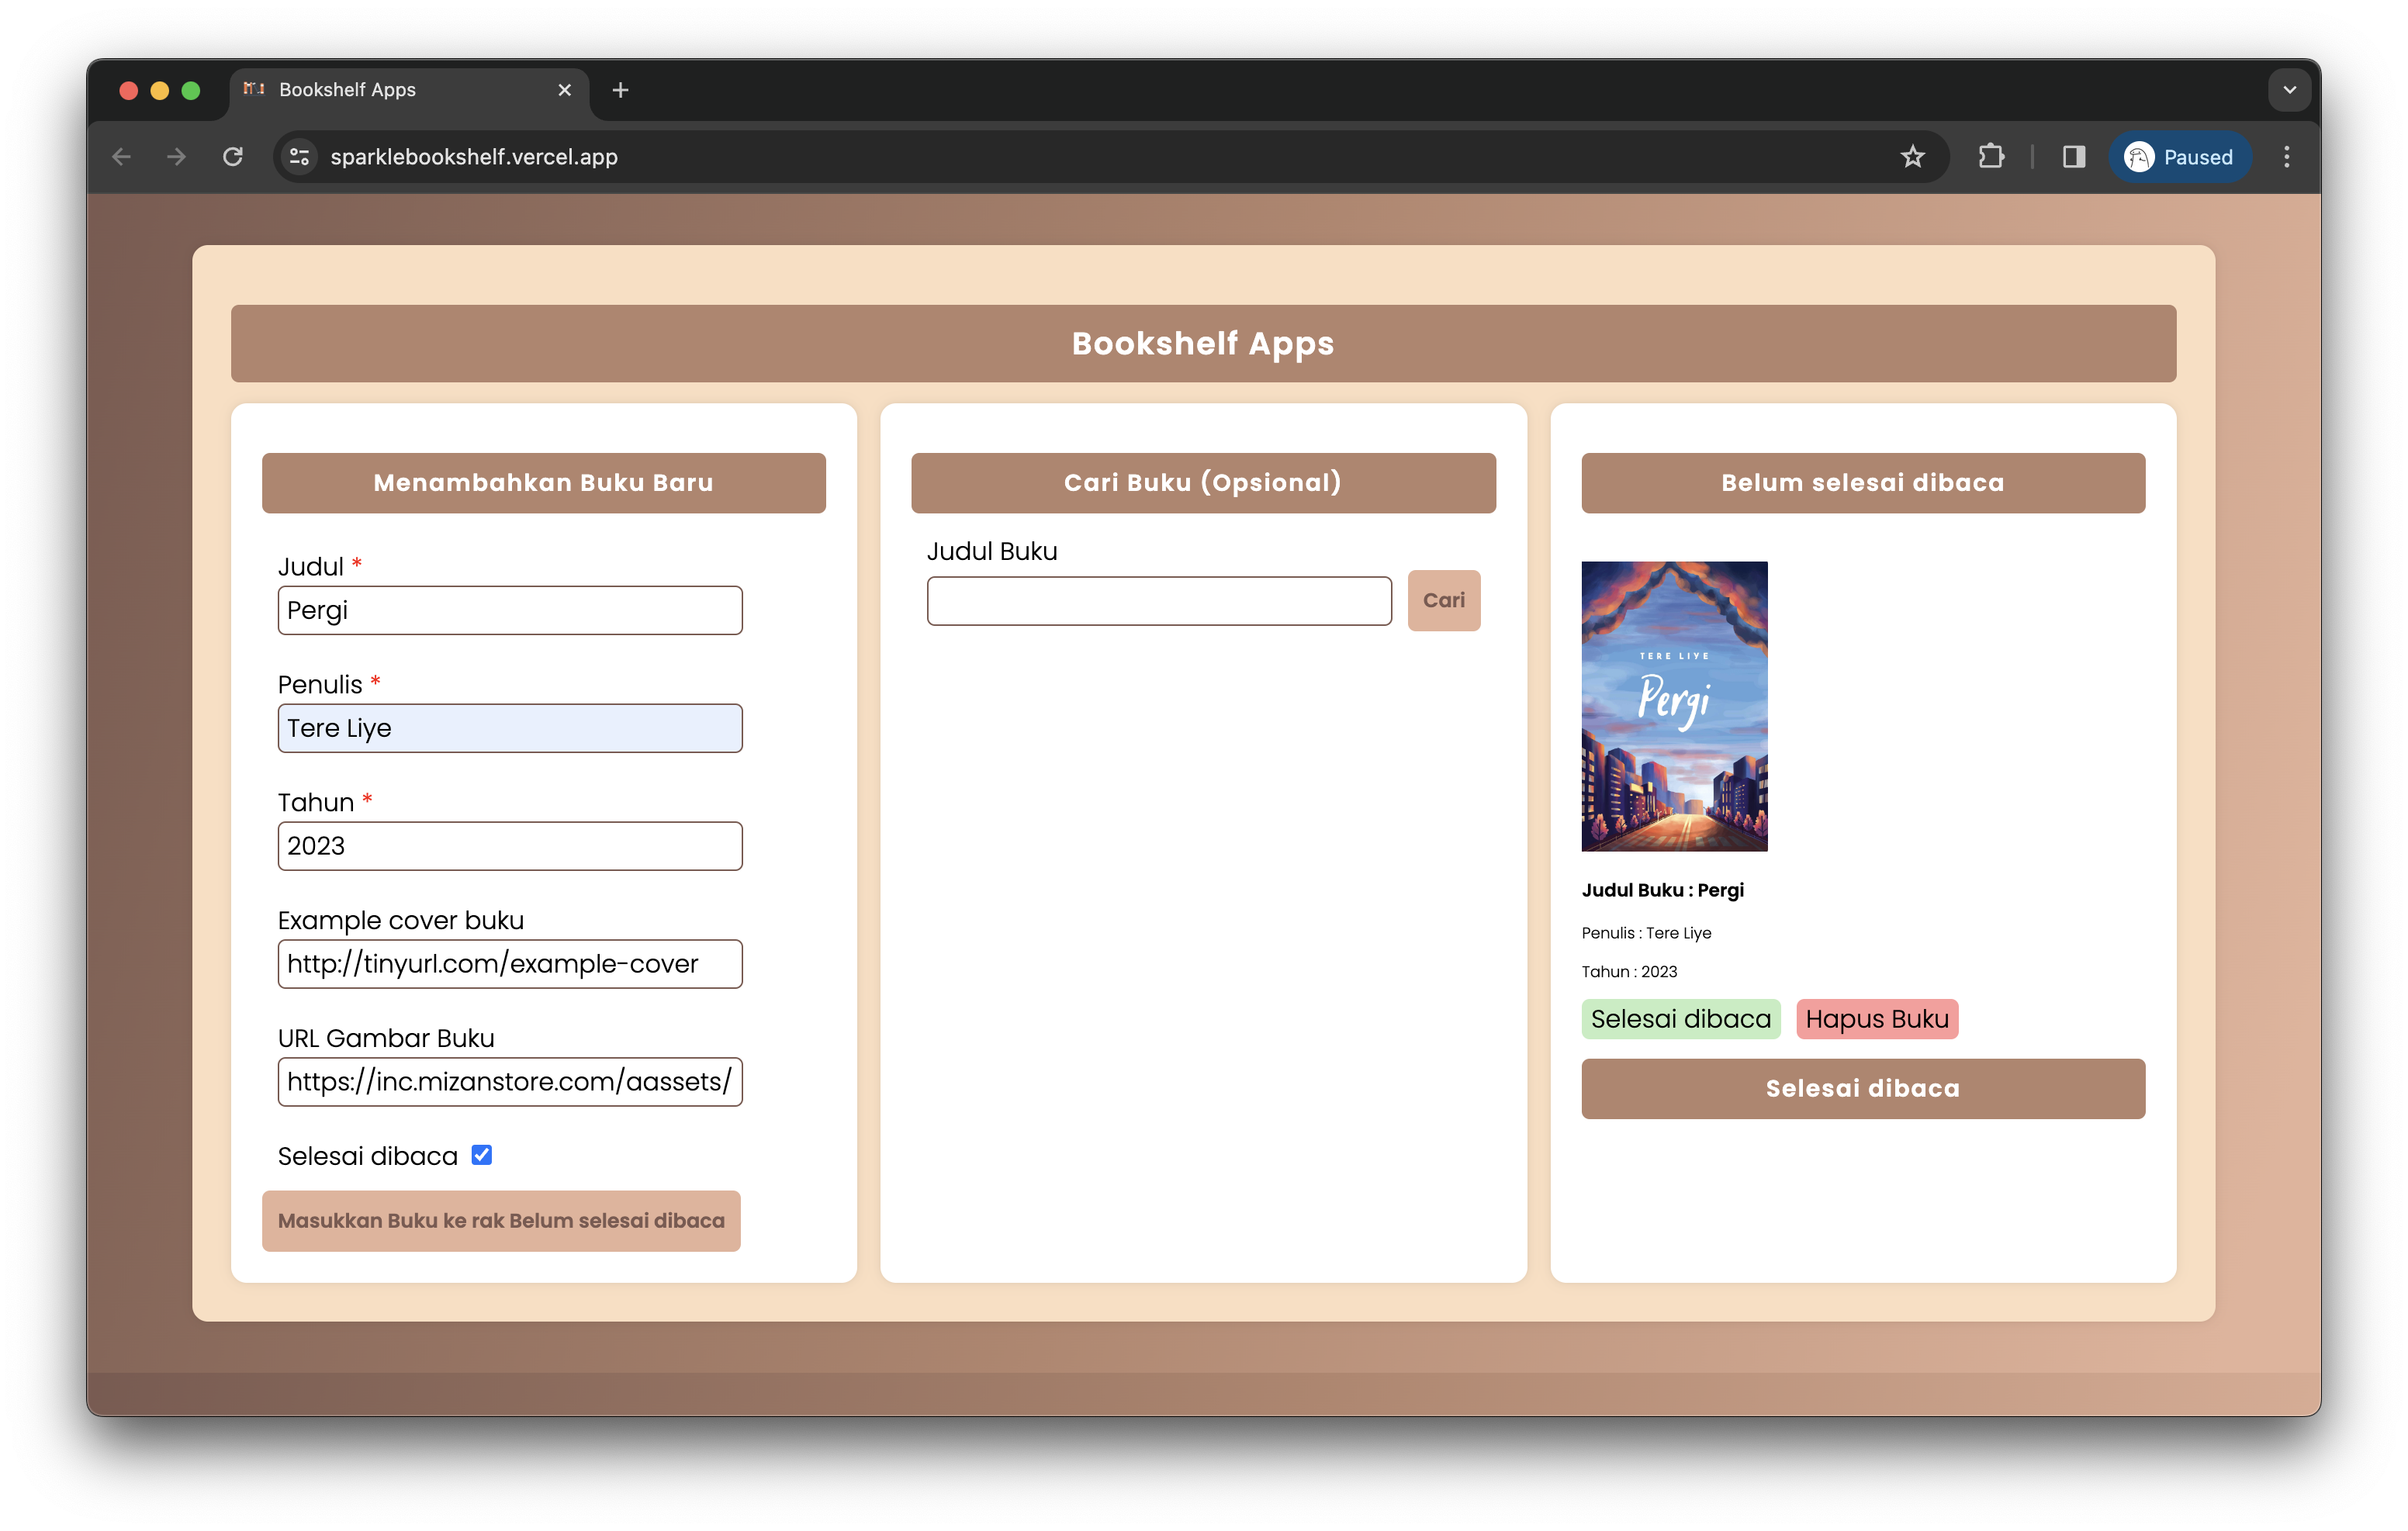 Bookshelf Apps
sparklebookshelf.vercel.app
Paused
Bookshelf Apps
Menambahkan Buku Baru
Judul *
Pergi
Penulis *
Tere Liye
Tahun *
2023
Example cover buku
http://tinyurl.com/example-cover
URL Gambar Buku
https://inc.mizanstore.com/aassets/
Selesai dibaca
Masukkan Buku ke rak Belum selesai dibaca
Cari Buku (Opsional)
Judul Buku
Cari
Belum selesai dibaca
TERE LIYE
Pergi
Judul Buku : Pergi
Penulis : Tere Liye
Tahun : 2023
Selesai dibaca Hapus Buku
Selesai dibaca